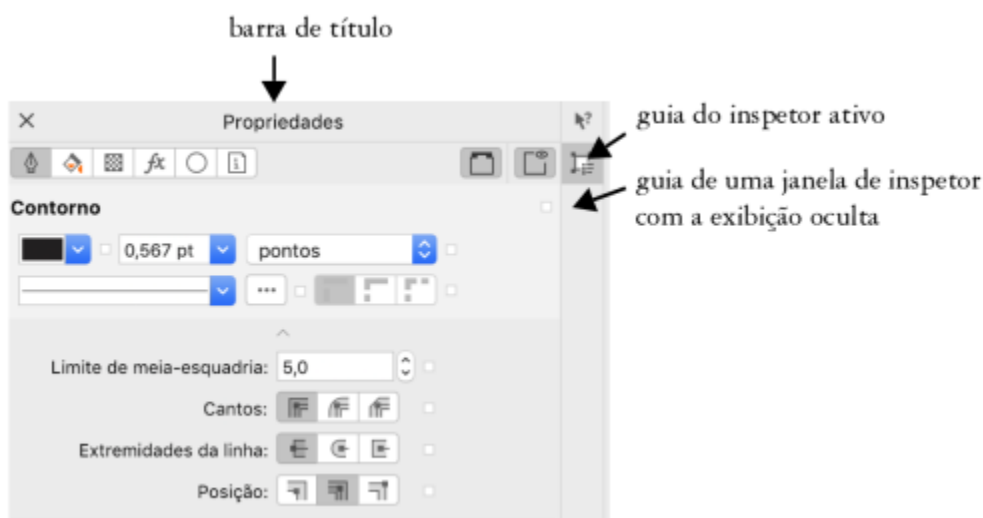 barra de título
Propriedades
guia do inspetor ativo
fx
guia de uma janela de inspetor
com a exibição oculta
Contorno
0,567 pt
pontos
Limite de meia-esquadria: 5,0
Cantos:
Extremidades da linha:
Posição: